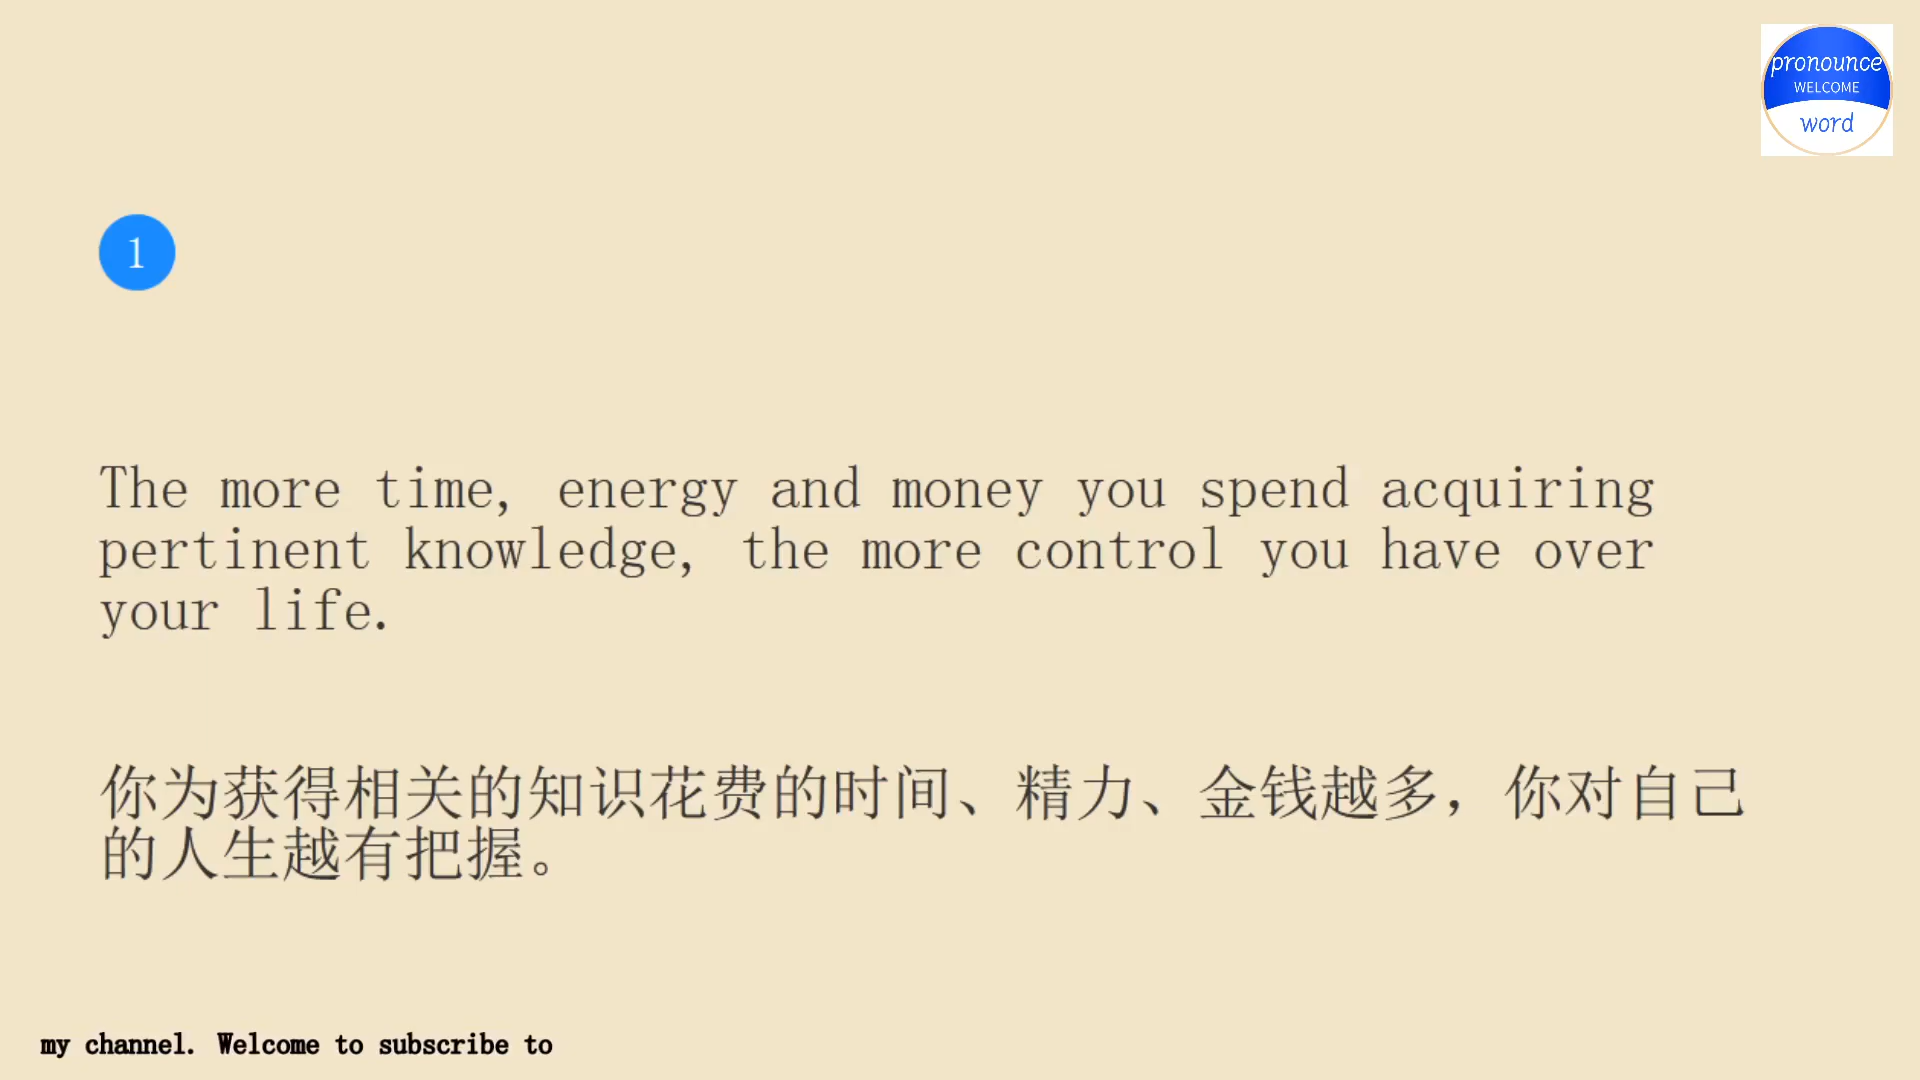 pronounce
WELCOME
word
1
The more time, energy and money you spend acquiring
pertinent knowledge, the more control you have over
your life.
你为获得相关的知识花费的时间、精力、金钱越多，你对自己
的人生越有把握。
my channel. Welcome to subscribe to